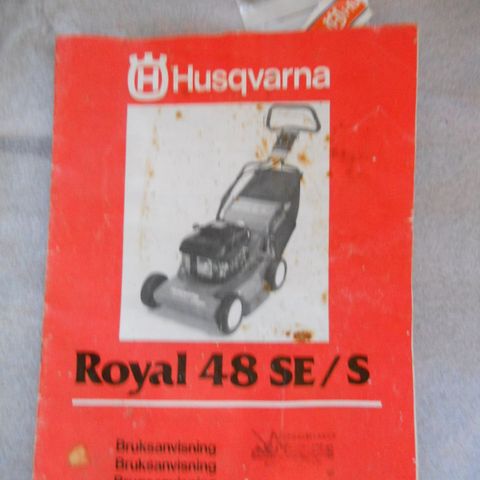 Husqvarna
Royal 48 SE/S
Bruksanvisning
Bruksanvisning